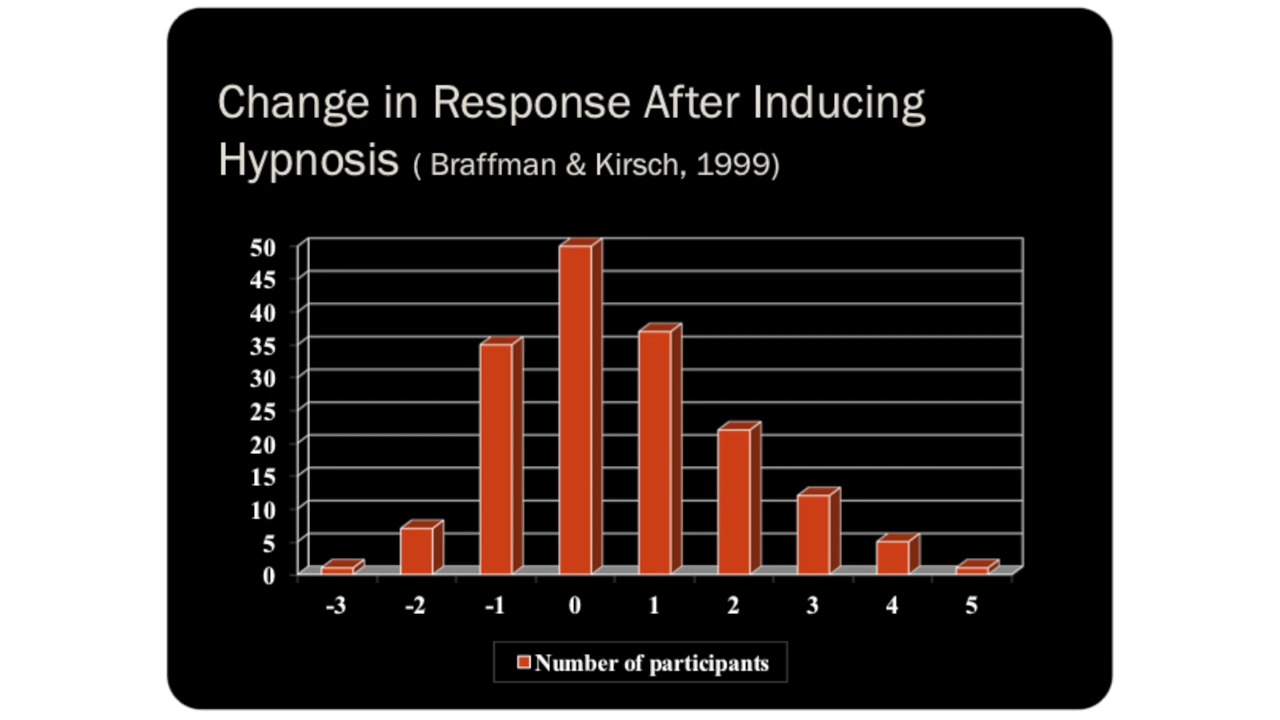 Change in Response After Inducing
Hypnosis ( Braffman & Kirsch, 1999)
50
45
40
35
30
25
20
15
10
5
0
-3 -2 -1 0 1 2 3 4 5
Number of participants